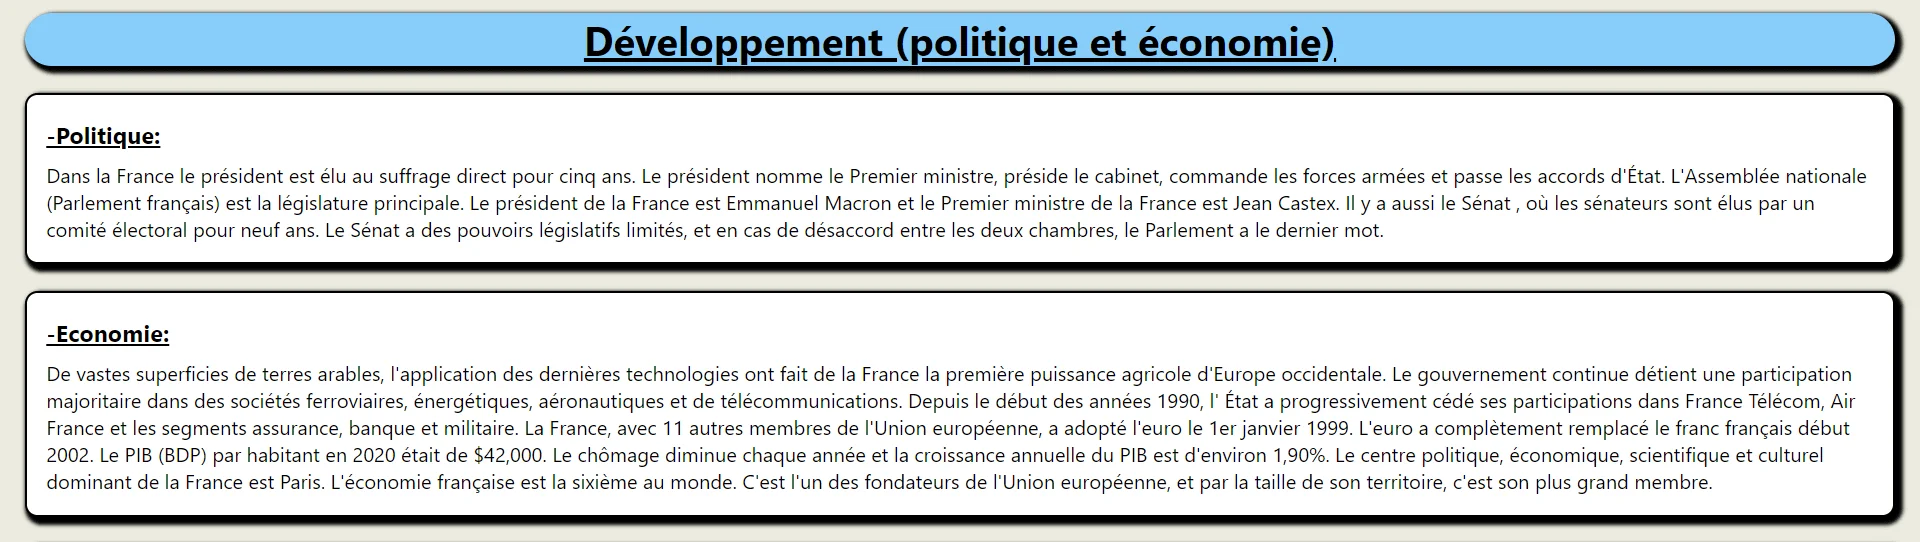 Développement (politique et économie)
-Politique:
Dans la France le président est élu au suffrage direct pour cinq ans. Le président nomme le Premier ministre, préside le cabinet, commande les forces armées et passe les accords d'État. L'Assemblée nationale
(Parlement français) est la législature principale. Le président de la France est Emmanuel Macron et le Premier ministre de la France est Jean Castex. Il y a aussi le Sénat , où les sénateurs sont élus par un
comité électoral pour neuf ans. Le Sénat a des pouvoirs législatifs limités, et en cas de désaccord entre les deux chambres, le Parlement a le dernier mot.
-Economie:
De vastes superficies de terres arables, l'application des dernières technologies ont fait de la France la première puissance agricole d'Europe occidentale. Le gouvernement continue détient une participation
majoritaire dans des sociétés ferroviaires, énergétiques, aéronautiques et de télécommunications. Depuis le début des années 1990, l' État a progressivement cédé ses participations dans France Télécom, Air
France et les segments assurance, banque et militaire. La France, avec 11 autres membres de l'Union européenne, a adopté l'euro le 1er janvier 1999. L'euro a complètement remplacé le franc français début
2002. Le PIB (BDP) par habitant en 2020 était de $42,000. Le chômage diminue chaque année et la croissance annuelle du PIB est d'environ 1,90%. Le centre politique, économique, scientifique et culturel
dominant de la France est Paris. L'économie française est la sixième au monde. C'est l'un des fondateurs de l'Union européenne, et par la taille de son territoire, c'est son plus grand membre.